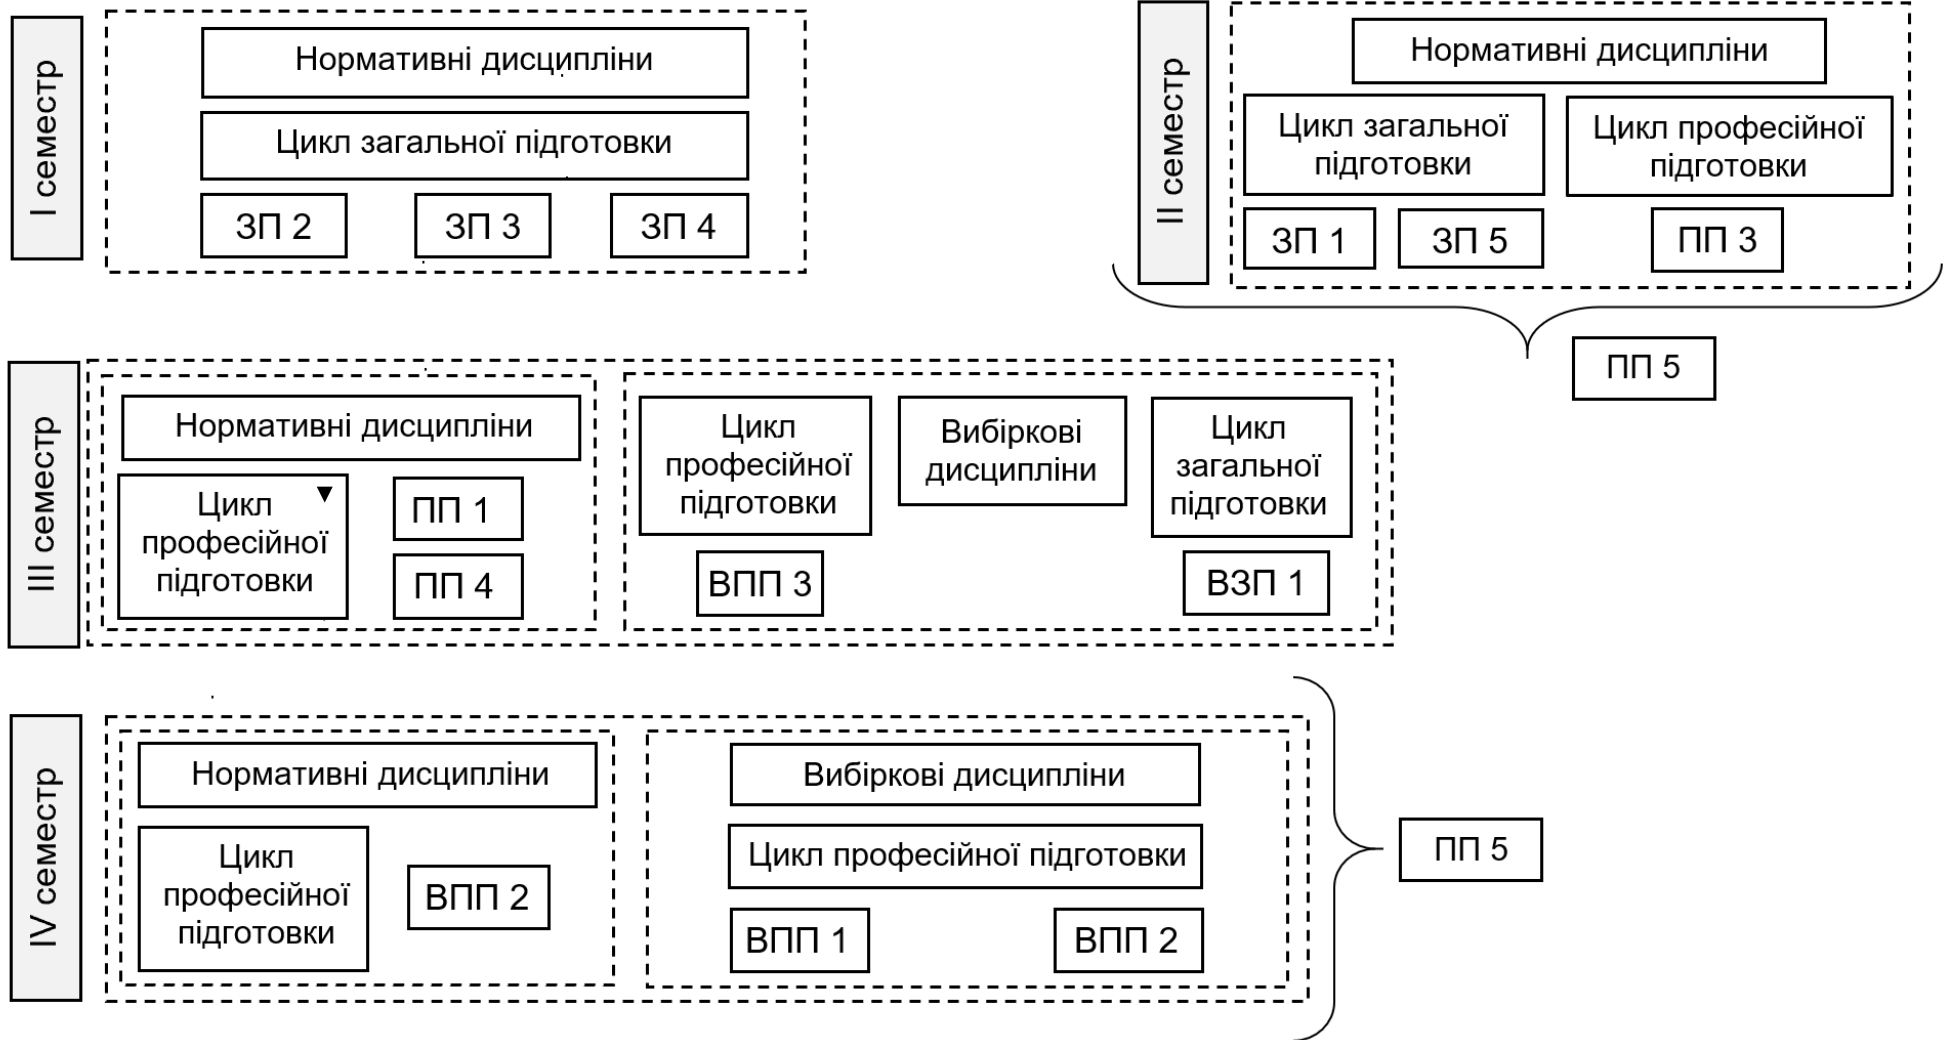 I семестр
Нормативні дисципліни
Цикл загальної підготовки
ЗП 2
ЗП 3
ЗП 4
II семестр
Нормативні дисципліни
Цикл загальної
підготовки
Цикл професійної
підготовки
ЗП 1
ЗП 5
ПП 3
ПП 5
III семестр
Нормативні дисципліни
Цикл
професійної
підготовки
ПП 1
ПП 4
Цикл
професійної
підготовки
Вибіркові
дисципліни
Цикл
загальної
підготовки
ВПП 3
ВЗП 1
IV семестр
Нормативні дисципліни
Цикл
професійної
підготовки
ВПП 2
Вибіркові дисципліни
Цикл професійної підготовки
ВПП 1
ВПП 2
ПП 5